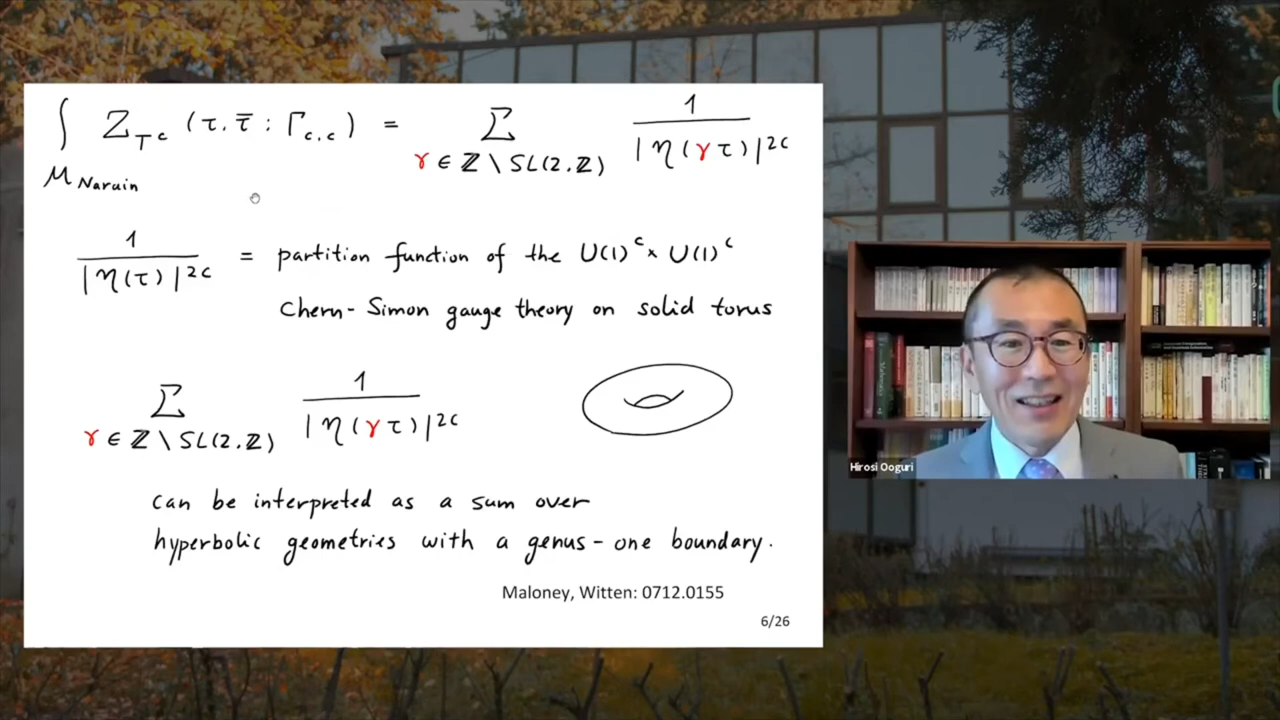 ∫ Z_{T^c} (τ, τ̄ : Γ_{c,c}) = Σ 1 / |η(γτ)|^{2c}
M_Narain γ ∈ ℤ \ SL(2,ℤ)
1 / |η(τ)|^{2c} = partition function of the U(1)^c × U(1)^c
Chern-Simon gauge theory on solid torus
Σ 1 / |η(γτ)|^{2c}
γ ∈ ℤ \ SL(2,ℤ)
can be interpreted as a sum over
hyperbolic geometries with a genus-one boundary.
Maloney, Witten: 0712.0155
6/26
Hirosi Ooguri